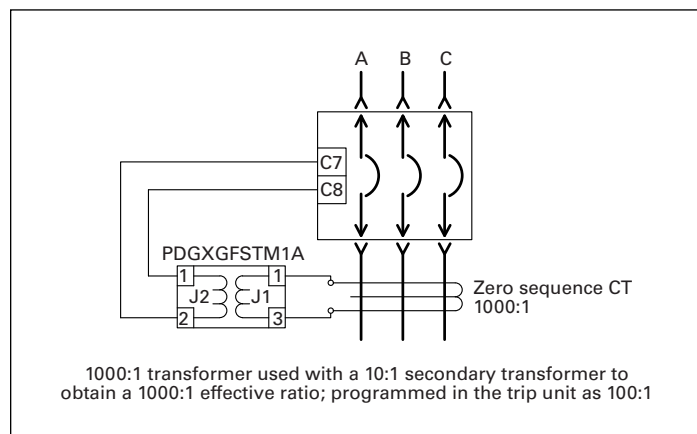 A B C
C7
C8
PDGXGFSTM1A
1 1
J2 J1
2 3
Zero sequence CT
1000:1
1000:1 transformer used with a 10:1 secondary transformer to
obtain a 1000:1 effective ratio; programmed in the trip unit as 100:1